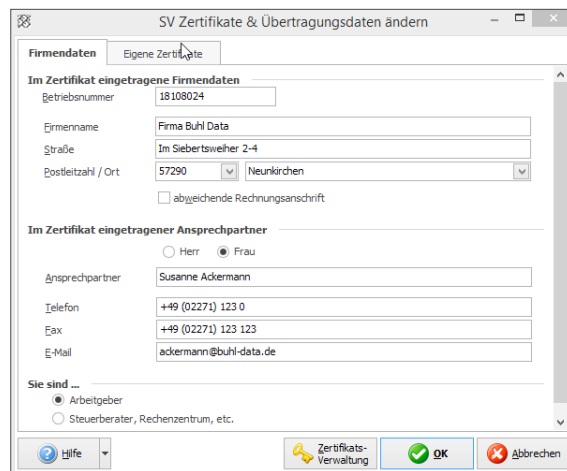 SV Zertifikate & Übertragungsdaten ändern
Firmendaten Eigene Zertifikate
Im Zertifikat eingetragene Firmendaten
Betriebsnummer 18108024
Firmenname Firma Buhl Data
Straße Im Siebertsweiher 2-4
Postleitzahl / Ort 57290 Neunkirchen
abweichende Rechnungsanschrift
Im Zertifikat eingetragener Ansprechpartner
Herr Frau
Ansprechpartner Susanne Ackermann
Telefon +49 (02271) 123 0
Fax +49 (02271) 123 123
E-Mail ackermann@buhl-data.de
Sie sind ...
Arbeitgeber
Steuerberater, Rechenzentrum, etc.
Hilfe Zertifikats-
Verwaltung OK Abbrechen